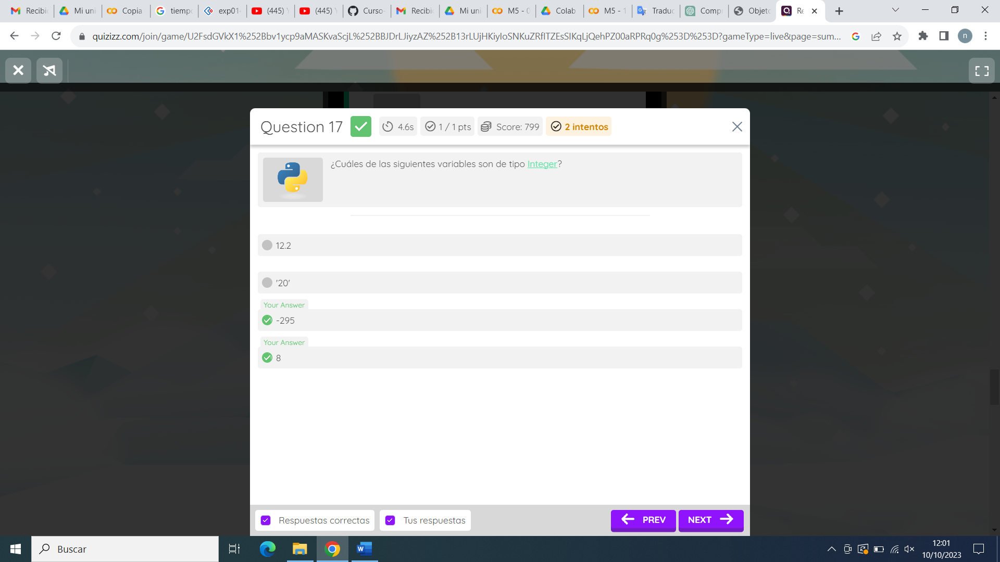 Recibi
Mi uni
Copia
tiemp
exp01
(445) Y
(445) Y
Curso-
Recibi
Mi uni
M5 - 0
Colab
M5 - 1
Traduc
Comp
Objet
Re
quizizz.com/join/game/U2FsdGVkX1%252Bbv1ycp9aMASKvaScjL%252BBJDrLJiyzAZ%252B13rLUjHKiyIoSNKuZRflTZEsSIKqLjQehPZ00aRPRq0g%253D%253D?gameType=live&page=sum...
n
Question 17
4.6s
1 / 1 pts
Score: 799
2 intentos
¿Cuáles de las siguientes variables son de tipo Integer?
12.2
'20'
Your Answer
-295
Your Answer
8
Respuestas correctas
Tus respuestas
PREV
NEXT
Buscar
12:01
10/10/2023